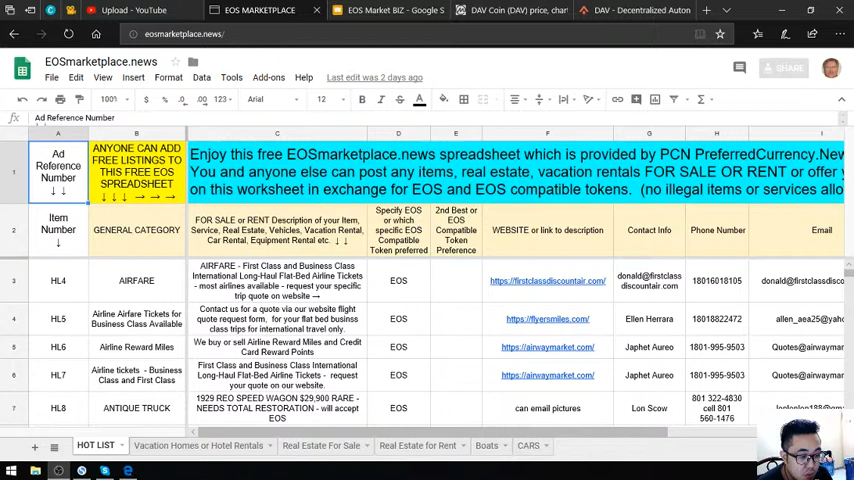 Upload - YouTube
EOS MARKETPLACE
EOS Market BIZ - Google S
DAV Coin (DAV) price, chart
DAV - Decentralized Auton
eosmarketplace.news/
EOSmarketplace.news
File Edit View Insert Format Data Tools Add-ons Help Last edit was 2 days ago
SHARE
100% $ % .0 .00 123 Arial 12 B I S A
fx Ad Reference Number
A B C D E F G H I
1
Ad
Reference
Number
↓ ↓
ANYONE CAN ADD
FREE LISTINGS TO
THIS FREE EOS
SPREADSHEET
↓ ↓ ↓ → → →
Enjoy this free EOSmarketplace.news spreadsheet which is provided by PCN PreferredCurrency.New
You and anyone else can post any items, real estate, vacation rentals FOR SALE OR RENT or offer y
on this worksheet in exchange for EOS and EOS compatible tokens. (no illegal items or services allo
2
Item
Number
↓
GENERAL CATEGORY
FOR SALE or RENT Description of your Item,
Service, Real Estate, Vehicles, Vacation Rental,
Car Rental, Equipment Rental etc. ↓ ↓
Specify EOS
or which
specific EOS
Compatible
Token preferred
2nd Best or
EOS
Compatible
Token
Preference
WEBSITE or link to description
Contact Info
Phone Number
Email
3
HL4
AIRFARE
AIRFARE - First Class and Business Class
International Long-Haul Flat-Bed Airline Tickets
- most airlines available - request your specific
trip quote on website →
EOS
https://firstclassdiscountair.com/
donald@firstclass
discountair.com
18016018105
donald@firstclassdisco
4
HL5
Airline Airfare Tickets for
Business Class Available
Contact us for a quote via our website flight
quote request form, for your flat bed businss
class trips for international travel only.
EOS
https://flyersmiles.com/
Ellen Herrara
18018822472
allen_aea25@yaho
5
HL6
Airline Reward Miles
We buy or sell Airline Reward Miles and Credit
Card Reward Points
EOS
https://airwaymarket.com/
Japhet Aureo
1801-995-9503
Quotes@airwaymar
6
HL7
Airline tickets - Business
Class and First Class
First Class and Business Class International
Long-Haul Flat-Bed Airline Tickets - request
your quote on our website.
EOS
https://airwaymarket.com/
Japhet Aureo
1801-995-9503
Quotes@airwaymar
7
HL8
ANTIQUE TRUCK
1929 REO SPEED WAGON $29,900 RARE -
NEEDS TOTAL RESTORATION - will accept
EOS
EOS
can email pictures
Lon Scow
801 322-4830
cell 801
560-1476
HOT LIST Vacation Homes or Hotel Rentals Real Estate For Sale Real Estate for Rent Boats CARS